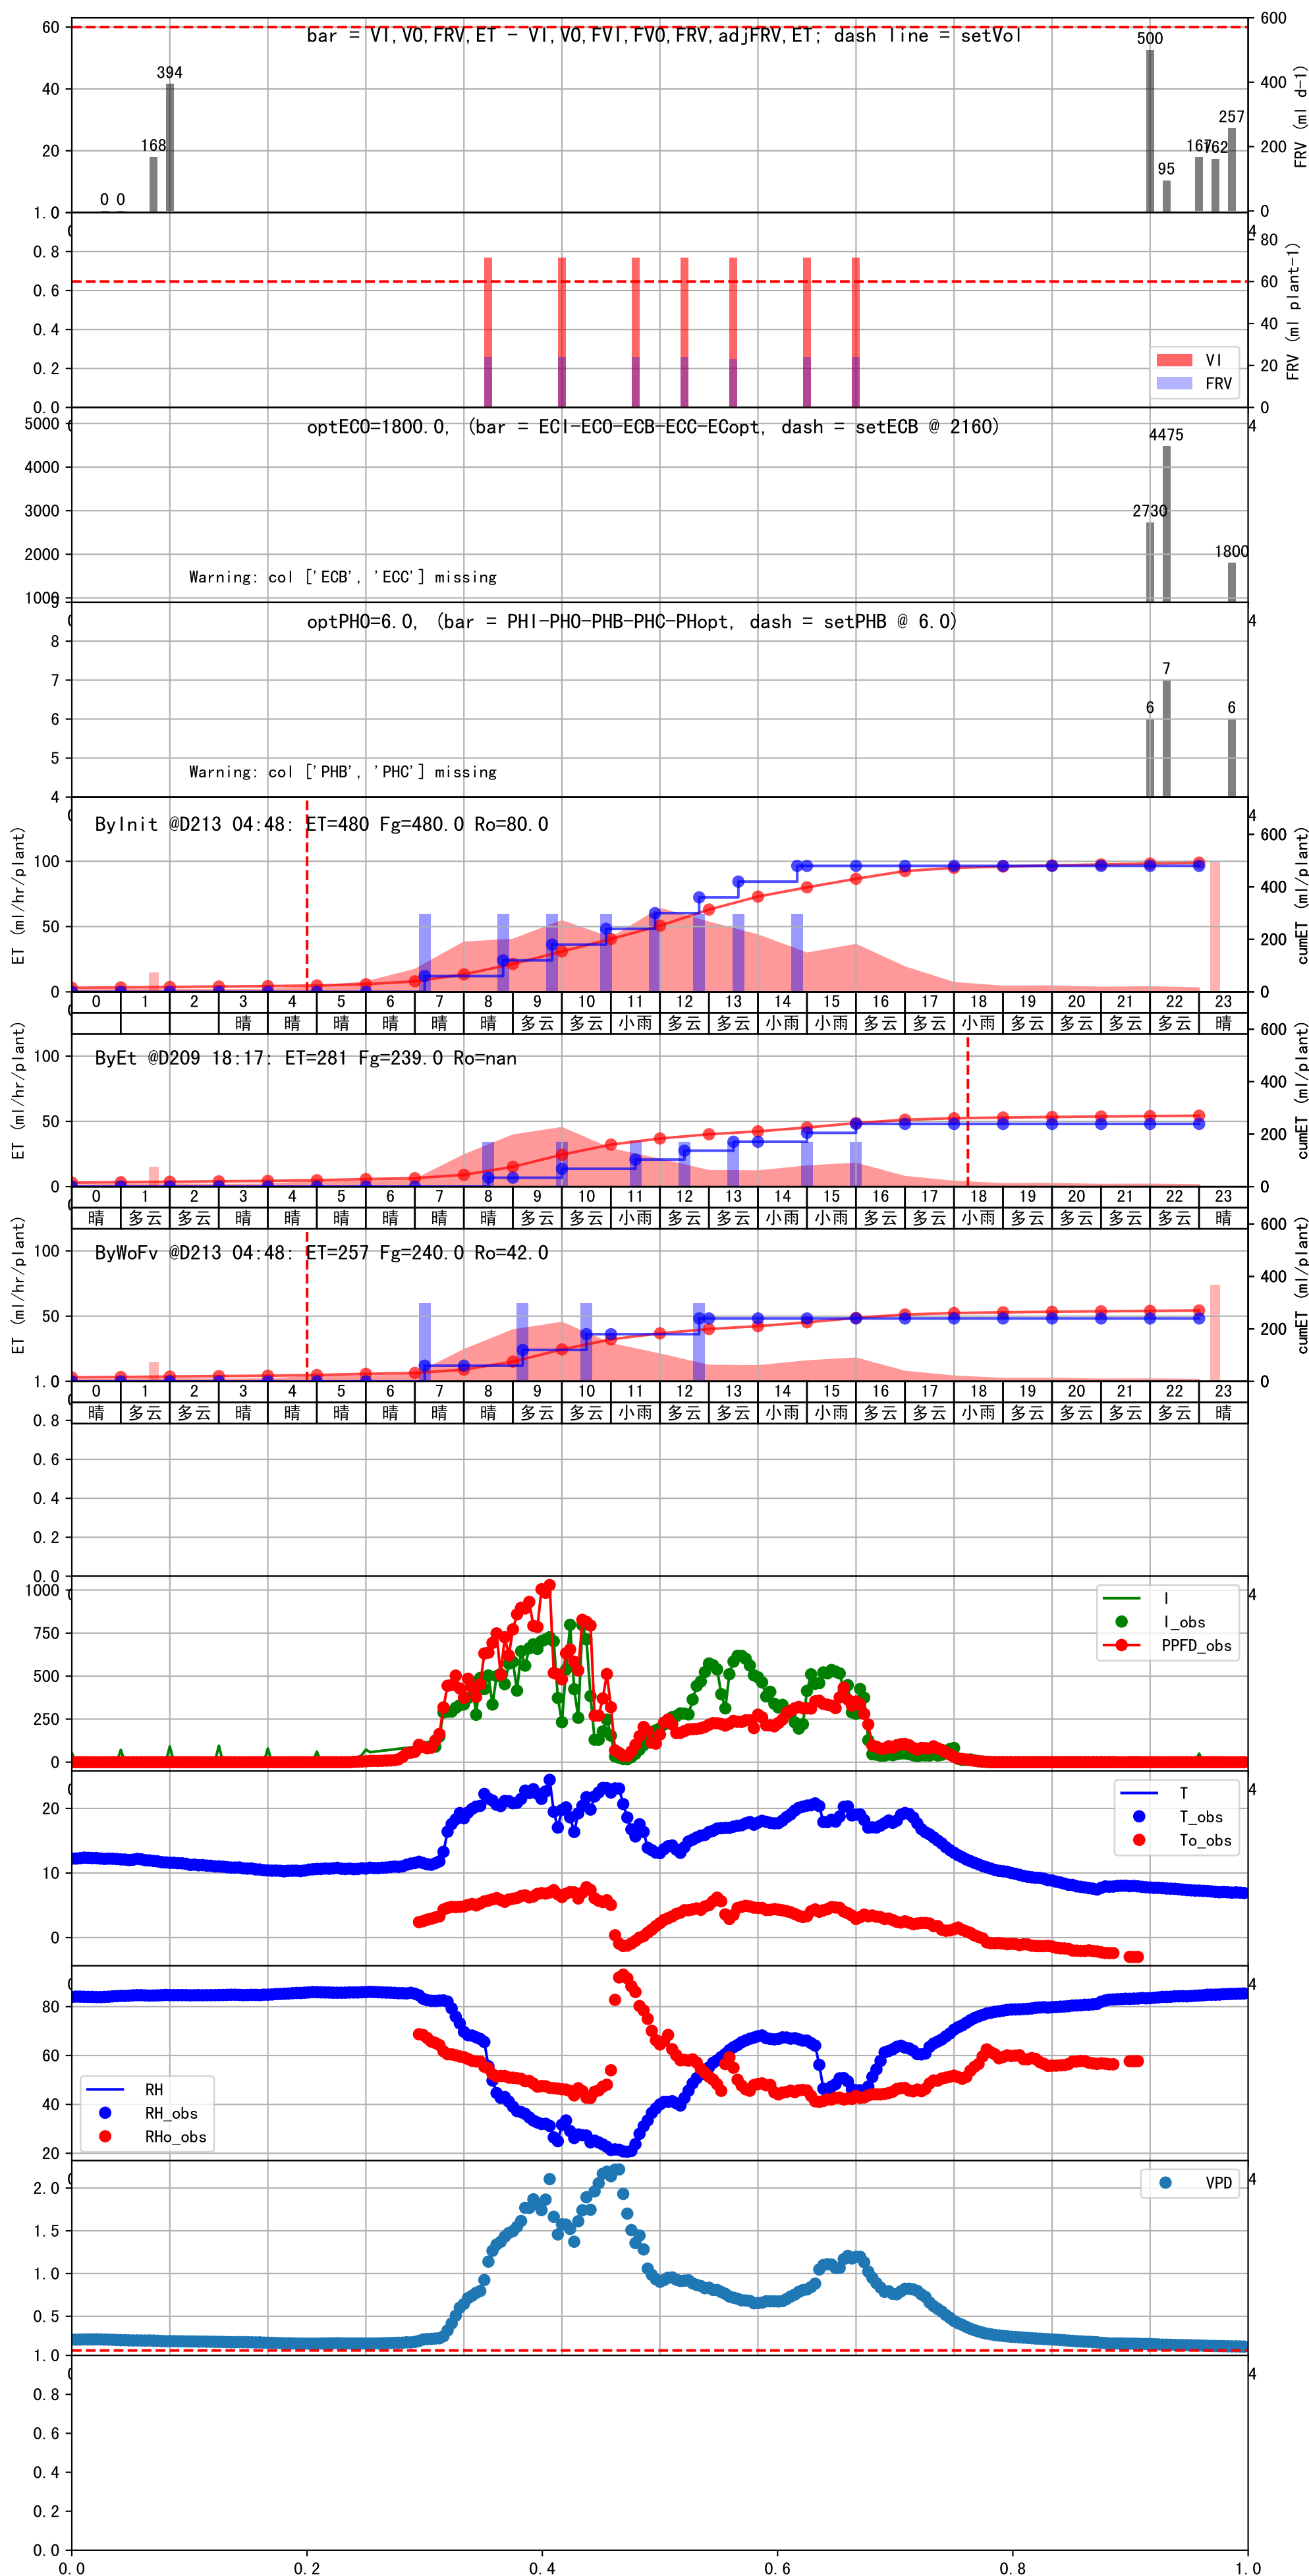 bar = VI,VO,FRV,ET - VI,VO,FVI,FVO,FRV,adjFRV,ET; dash line = setVol
60
40
20
1.0
600
400
200
0
FRV (ml d-1)
0 0 168 394 500 95 167 162 257
0.8
0.6
0.4
0.2
0.0
80
60
40
20
0
FRV (ml plant-1)
VI
FRV
optECO=1800.0, (bar = ECI-ECO-ECB-ECC-ECopt, dash = setECB @ 2160)
5000
4000
3000
2000
1000
2730 4475 1800
Warning: col ['ECB', 'ECC'] missing
optPHO=6.0, (bar = PHI-PHO-PHB-PHC-PHopt, dash = setPHB @ 6.0)
9
8
7
6
5
4
6 7 6
Warning: col ['PHB', 'PHC'] missing
ByInit @D213 04:48: ET=480 Fg=480.0 Ro=80.0
ET (ml/hr/plant)
100
50
0
600
400
200
0
cumET (ml/plant)
0 1 2 3 4 5 6 7 8 9 10 11 12 13 14 15 16 17 18 19 20 21 22 23
晴 晴 晴 晴 晴 晴 多云 多云 小雨 多云 多云 小雨 小雨 多云 多云 小雨 多云 多云 多云 多云 晴
ByEt @D209 18:17: ET=281 Fg=239.0 Ro=nan
ET (ml/hr/plant)
100
50
0
600
400
200
0
cumET (ml/plant)
0 1 2 3 4 5 6 7 8 9 10 11 12 13 14 15 16 17 18 19 20 21 22 23
晴 多云 多云 晴 晴 晴 晴 晴 晴 多云 多云 小雨 多云 多云 小雨 小雨 多云 多云 小雨 多云 多云 多云 多云 晴
ByWoFv @D213 04:48: ET=257 Fg=240.0 Ro=42.0
ET (ml/hr/plant)
100
50
1.0
600
400
200
0
cumET (ml/plant)
0 1 2 3 4 5 6 7 8 9 10 11 12 13 14 15 16 17 18 19 20 21 22 23
晴 多云 多云 晴 晴 晴 晴 晴 晴 多云 多云 小雨 多云 多云 小雨 小雨 多云 多云 小雨 多云 多云 多云 多云 晴
0.8
0.6
0.4
0.2
0.0
1000
750
500
250
0
I
I_obs
PPFD_obs
20
10
0
T
T_obs
To_obs
80
60
40
20
RH
RH_obs
RHo_obs
2.0
1.5
1.0
0.5
VPD
1.0
0.8
0.6
0.4
0.2
0.0
0.0 0.2 0.4 0.6 0.8 1.0